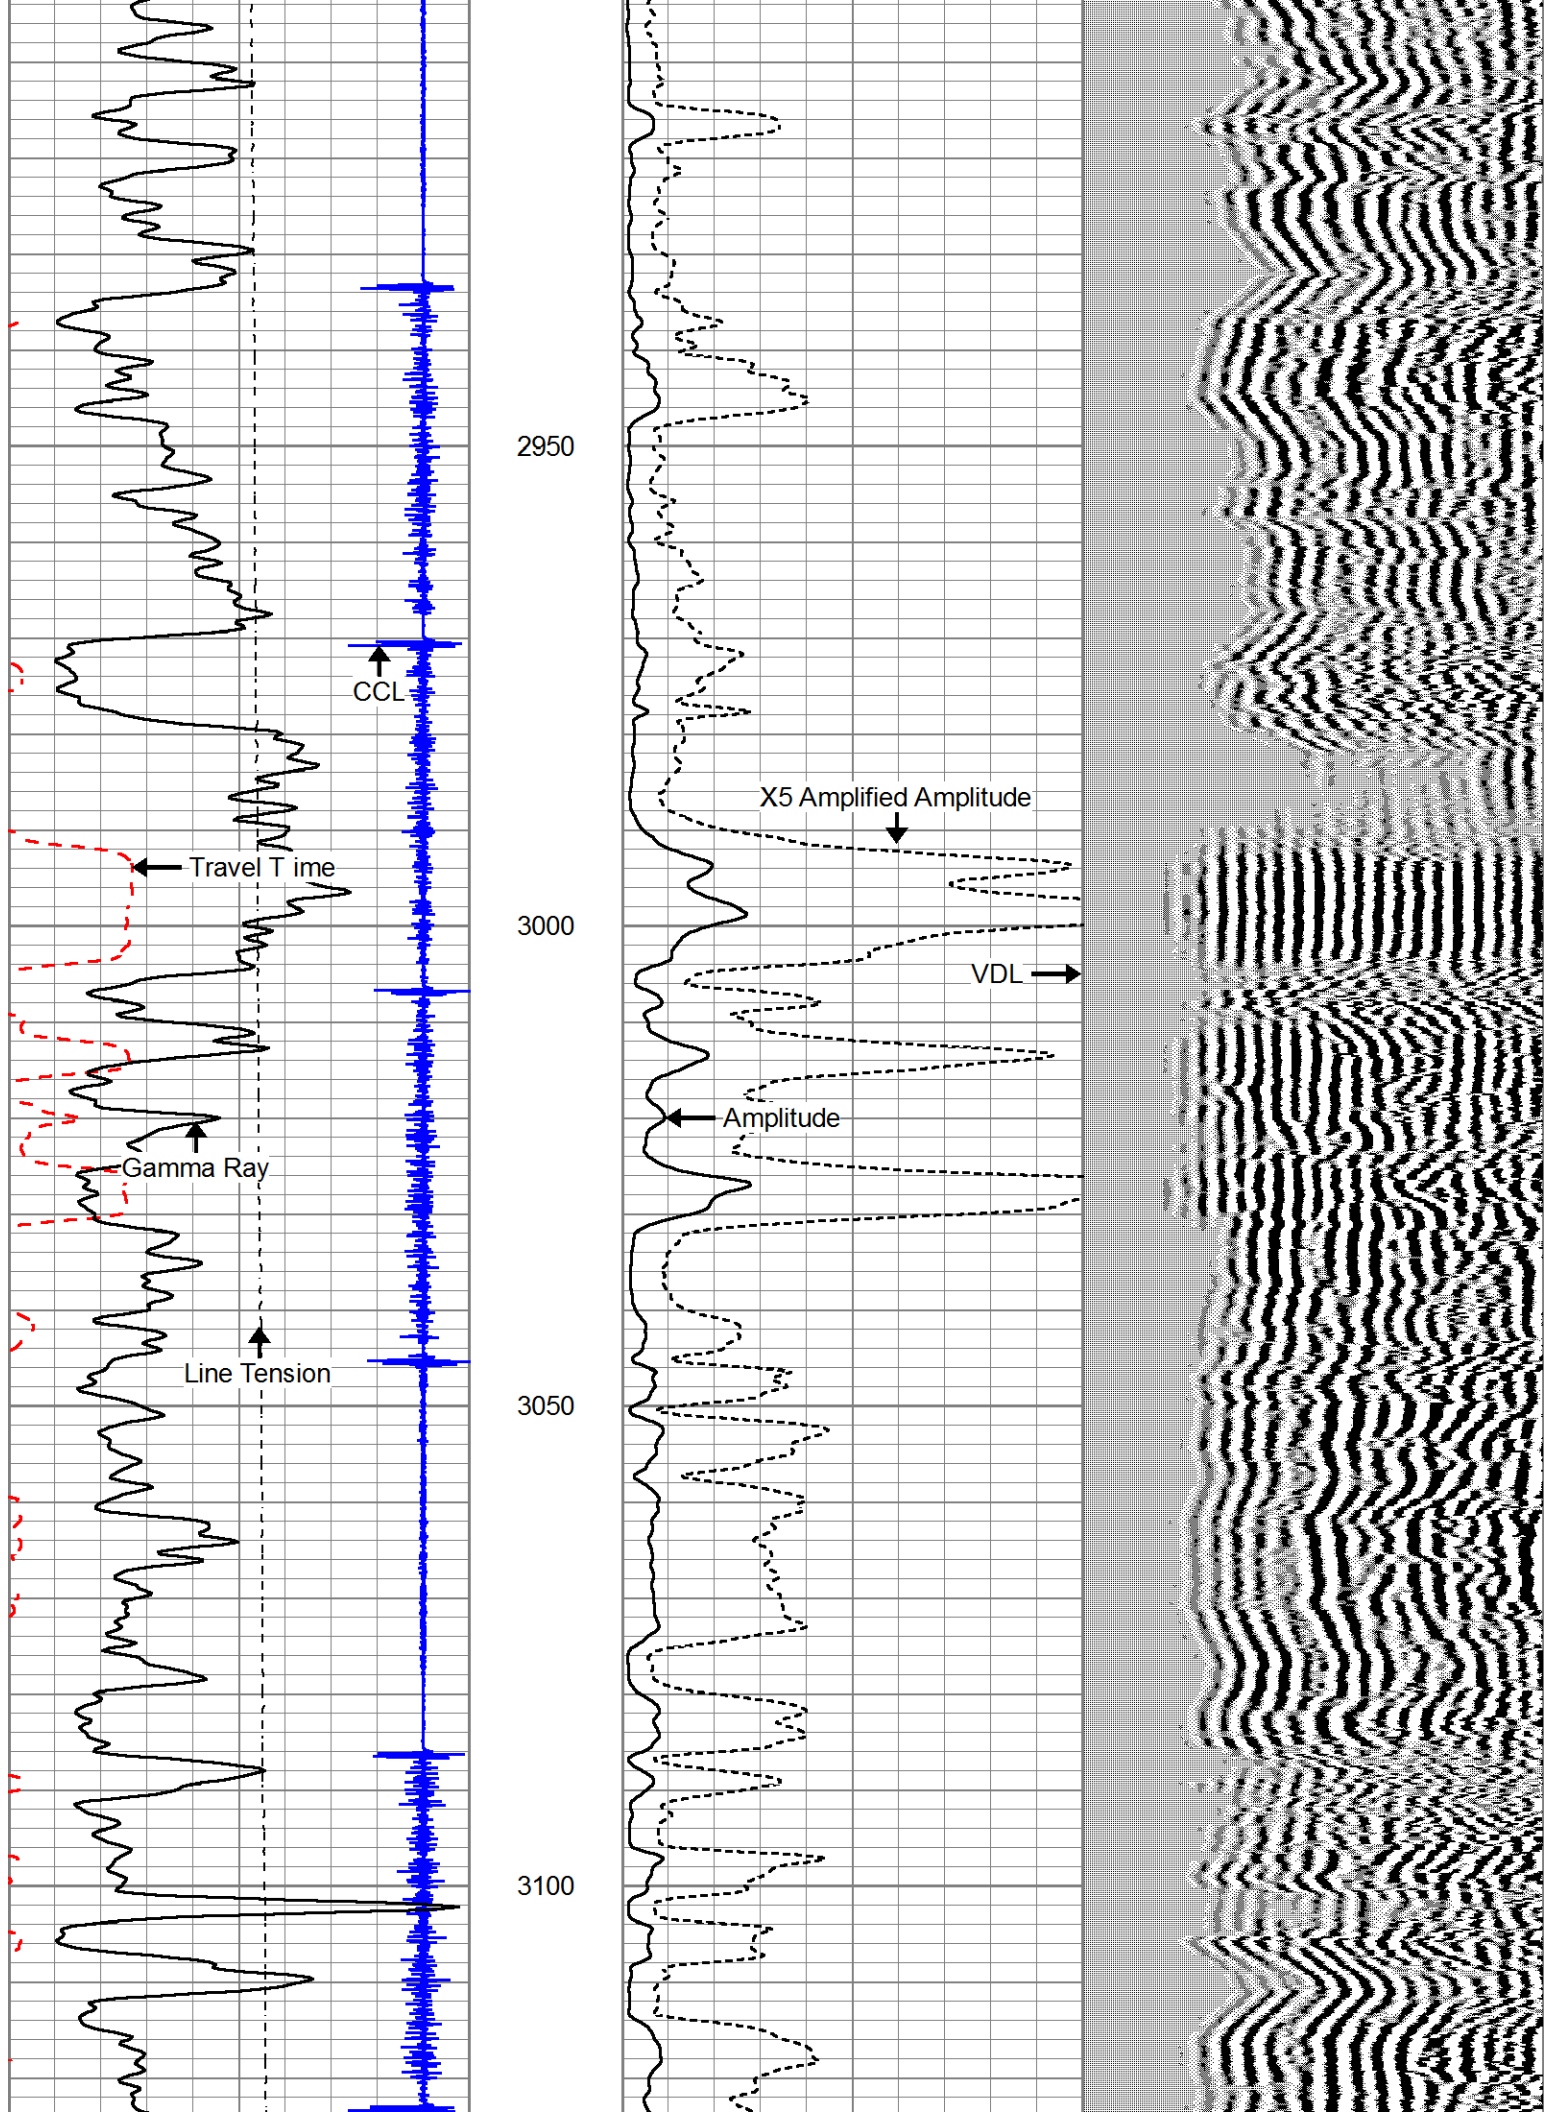 2950
CCL
X5 Amplified Amplitude
Travel T ime
3000
VDL
Amplitude
Gamma Ray
Line Tension
3050
3100